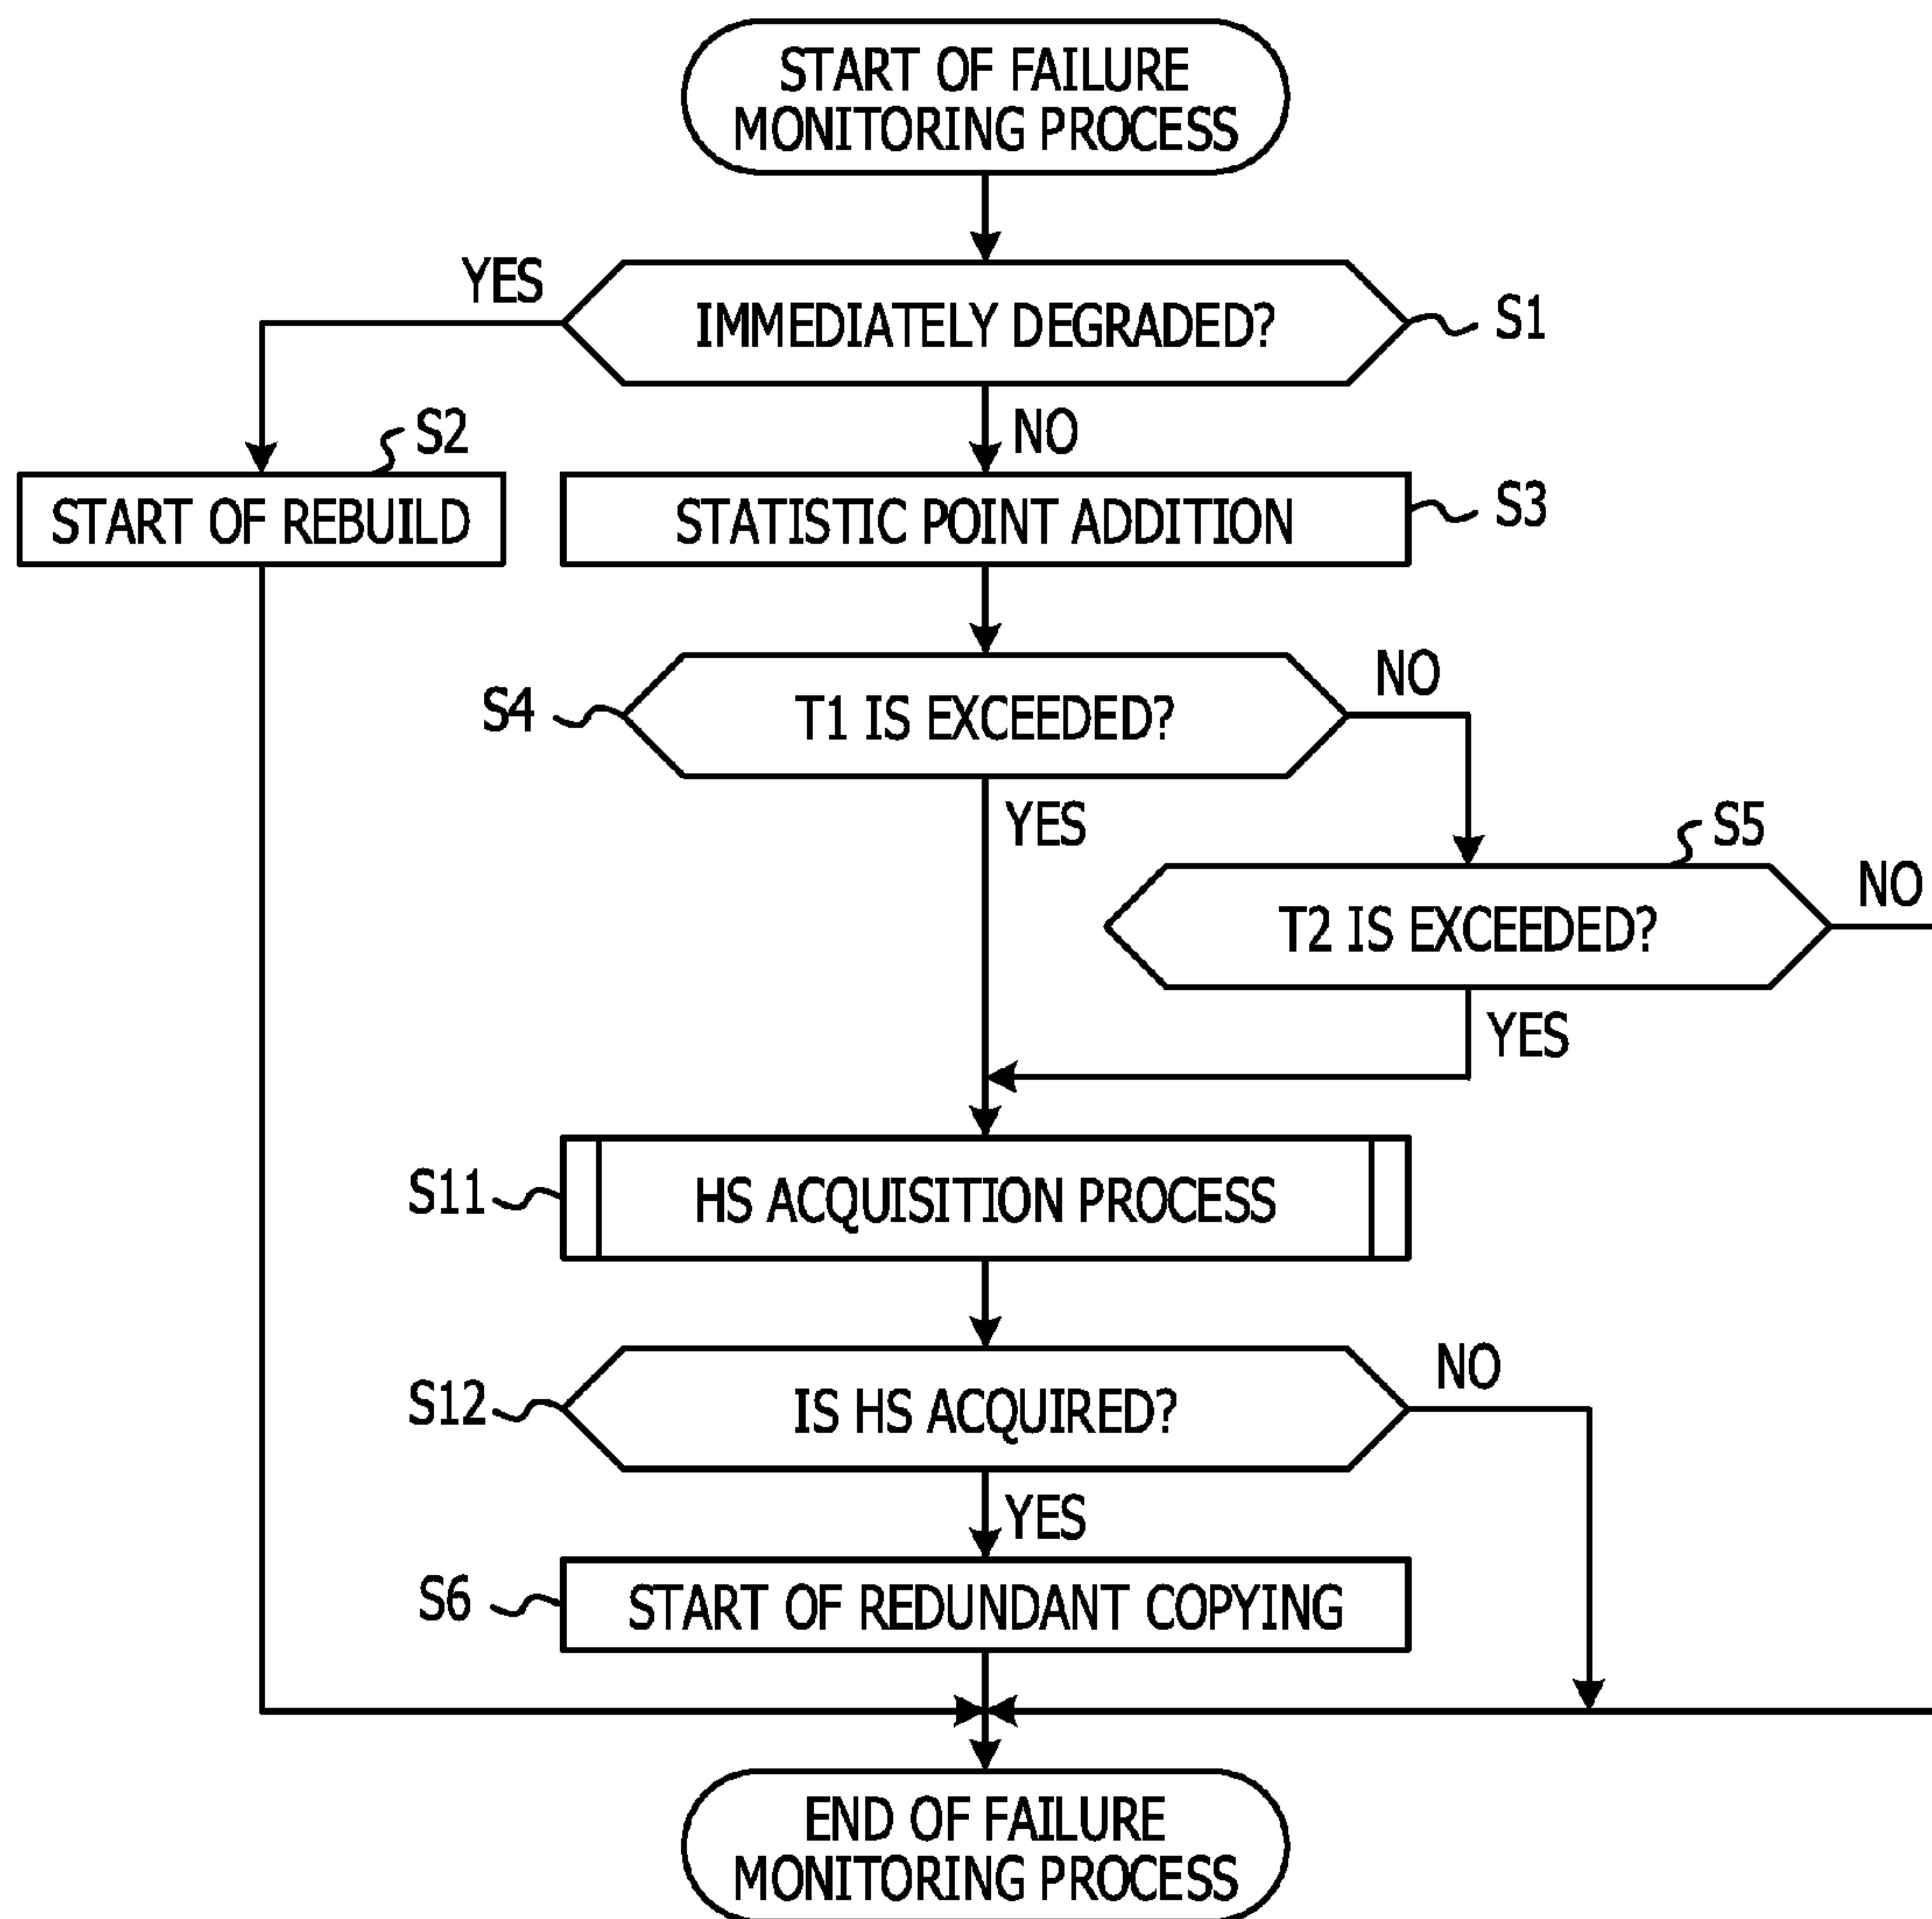 START OF FAILURE
MONITORING PROCESS
YES
IMMEDIATELY DEGRADED?
S1
S2
NO
START OF REBUILD
STATISTIC POINT ADDITION
S3
S4
T1 IS EXCEEDED?
NO
YES
S5
T2 IS EXCEEDED?
NO
YES
S11
HS ACQUISITION PROCESS
S12
IS HS ACQUIRED?
NO
YES
S6
START OF REDUNDANT COPYING
END OF FAILURE
MONITORING PROCESS